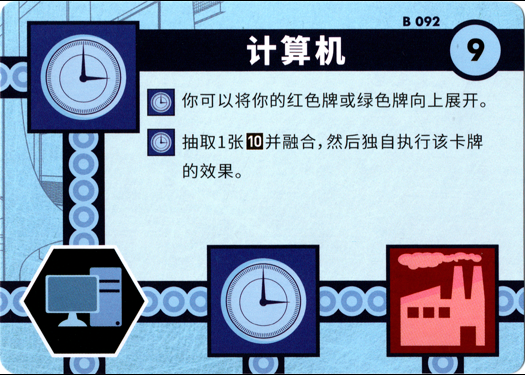 B 092
计算机
9
你可以将你的红色牌或绿色牌向上展开。
抽取1张10并融合，然后独自执行该卡牌
的效果。